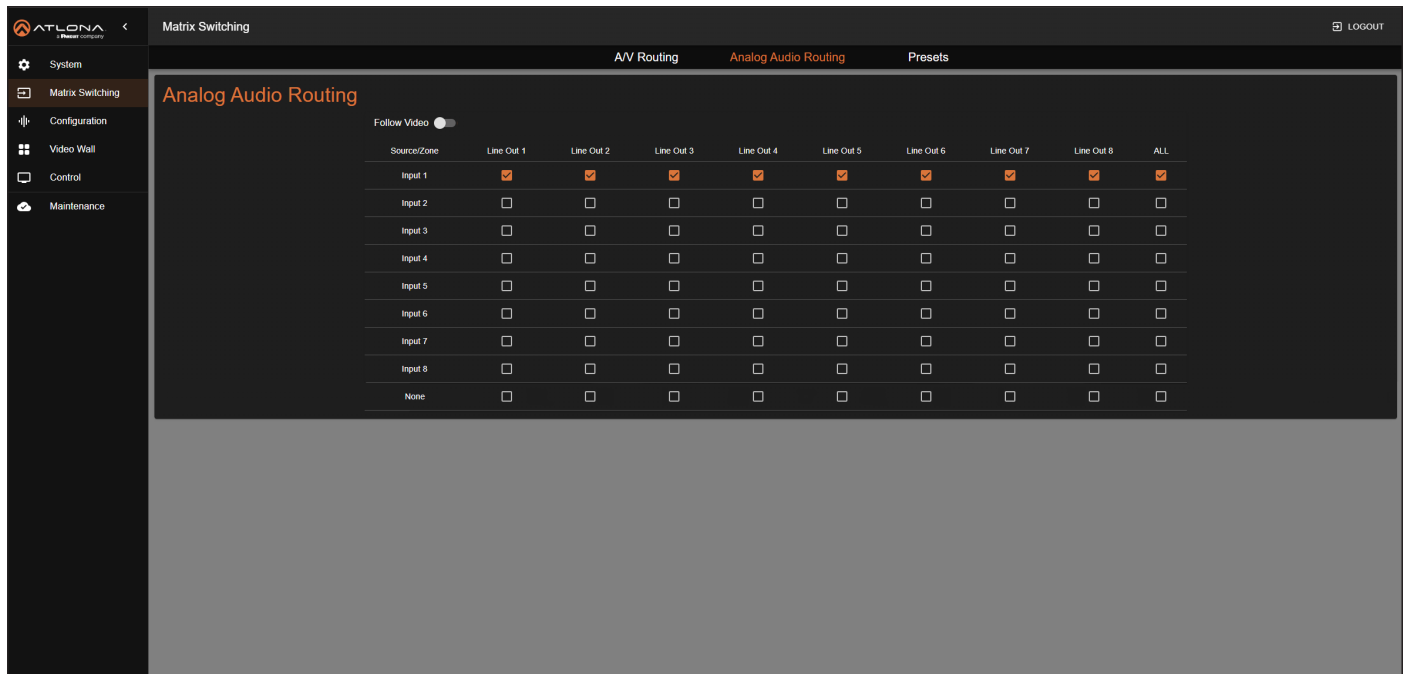 ATLONA
a Panduit company
Matrix Switching
LOGOUT
System
Matrix Switching
Configuration
Video Wall
Control
Maintenance
A/V Routing Analog Audio Routing Presets
Analog Audio Routing
Follow Video
Source/Zone Line Out 1 Line Out 2 Line Out 3 Line Out 4 Line Out 5 Line Out 6 Line Out 7 Line Out 8 ALL
Input 1
Input 2
Input 3
Input 4
Input 5
Input 6
Input 7
Input 8
None